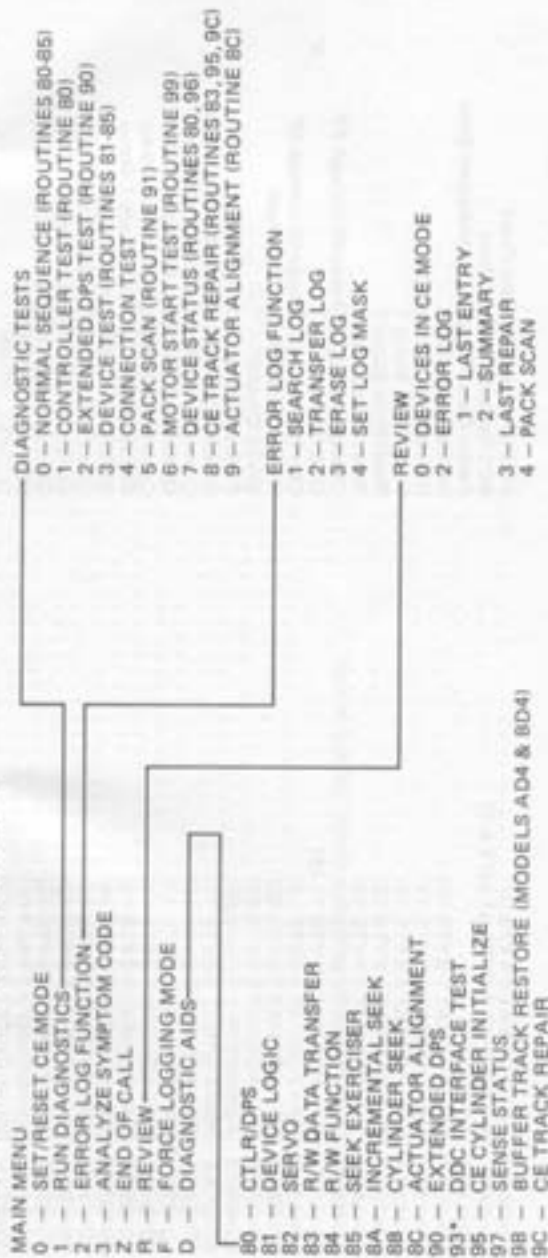 MAIN MENU
0 – SET/RESET CE MODE
1 – RUN DIAGNOSTICS
2 – ERROR LOG FUNCTION
3 – ANALYZE SYMPTOM CODE
Z – END OF CALL
R – REVIEW
F – FORCE LOGGING MODE
D – DIAGNOSTIC AIDS
80 – CTLR/DPS
81 – DEVICE LOGIC
82 – SERVO
83 – R/W DATA TRANSFER
84 – R/W FUNCTION
85 – SEEK EXERCISER
8A – INCREMENTAL SEEK
8B – CYLINDER SEEK
8C – ACTUATOR ALIGNMENT
90 – EXTENDED DPS
93* – DDC INTERFACE TEST
95 – CE CYLINDER INITIALIZE
97 – SENSE STATUS
9B – BUFFER TRACK RESTORE (MODELS AD4 & BD4)
9C – CE TRACK REPAIR
DIAGNOSTIC TESTS
0 – NORMAL SEQUENCE (ROUTINES 80-85)
1 – CONTROLLER TEST (ROUTINE 80)
2 – EXTENDED DPS TEST (ROUTINE 90)
3 – DEVICE TEST (ROUTINES 81-85)
4 – CONNECTION TEST
5 – PACK SCAN (ROUTINE 91)
6 – MOTOR START TEST (ROUTINE 99)
7 – DEVICE STATUS (ROUTINES 80, 96)
8 – CE TRACK REPAIR (ROUTINES 83, 95, 9C)
9 – ACTUATOR ALIGNMENT (ROUTINE 8C)
ERROR LOG FUNCTION
1 – SEARCH LOG
2 – TRANSFER LOG
3 – ERASE LOG
4 – SET LOG MASK
REVIEW
0 – DEVICES IN CE MODE
2 – ERROR LOG
1 – LAST ENTRY
2 – SUMMARY
3 – LAST REPAIR
4 – PACK SCAN